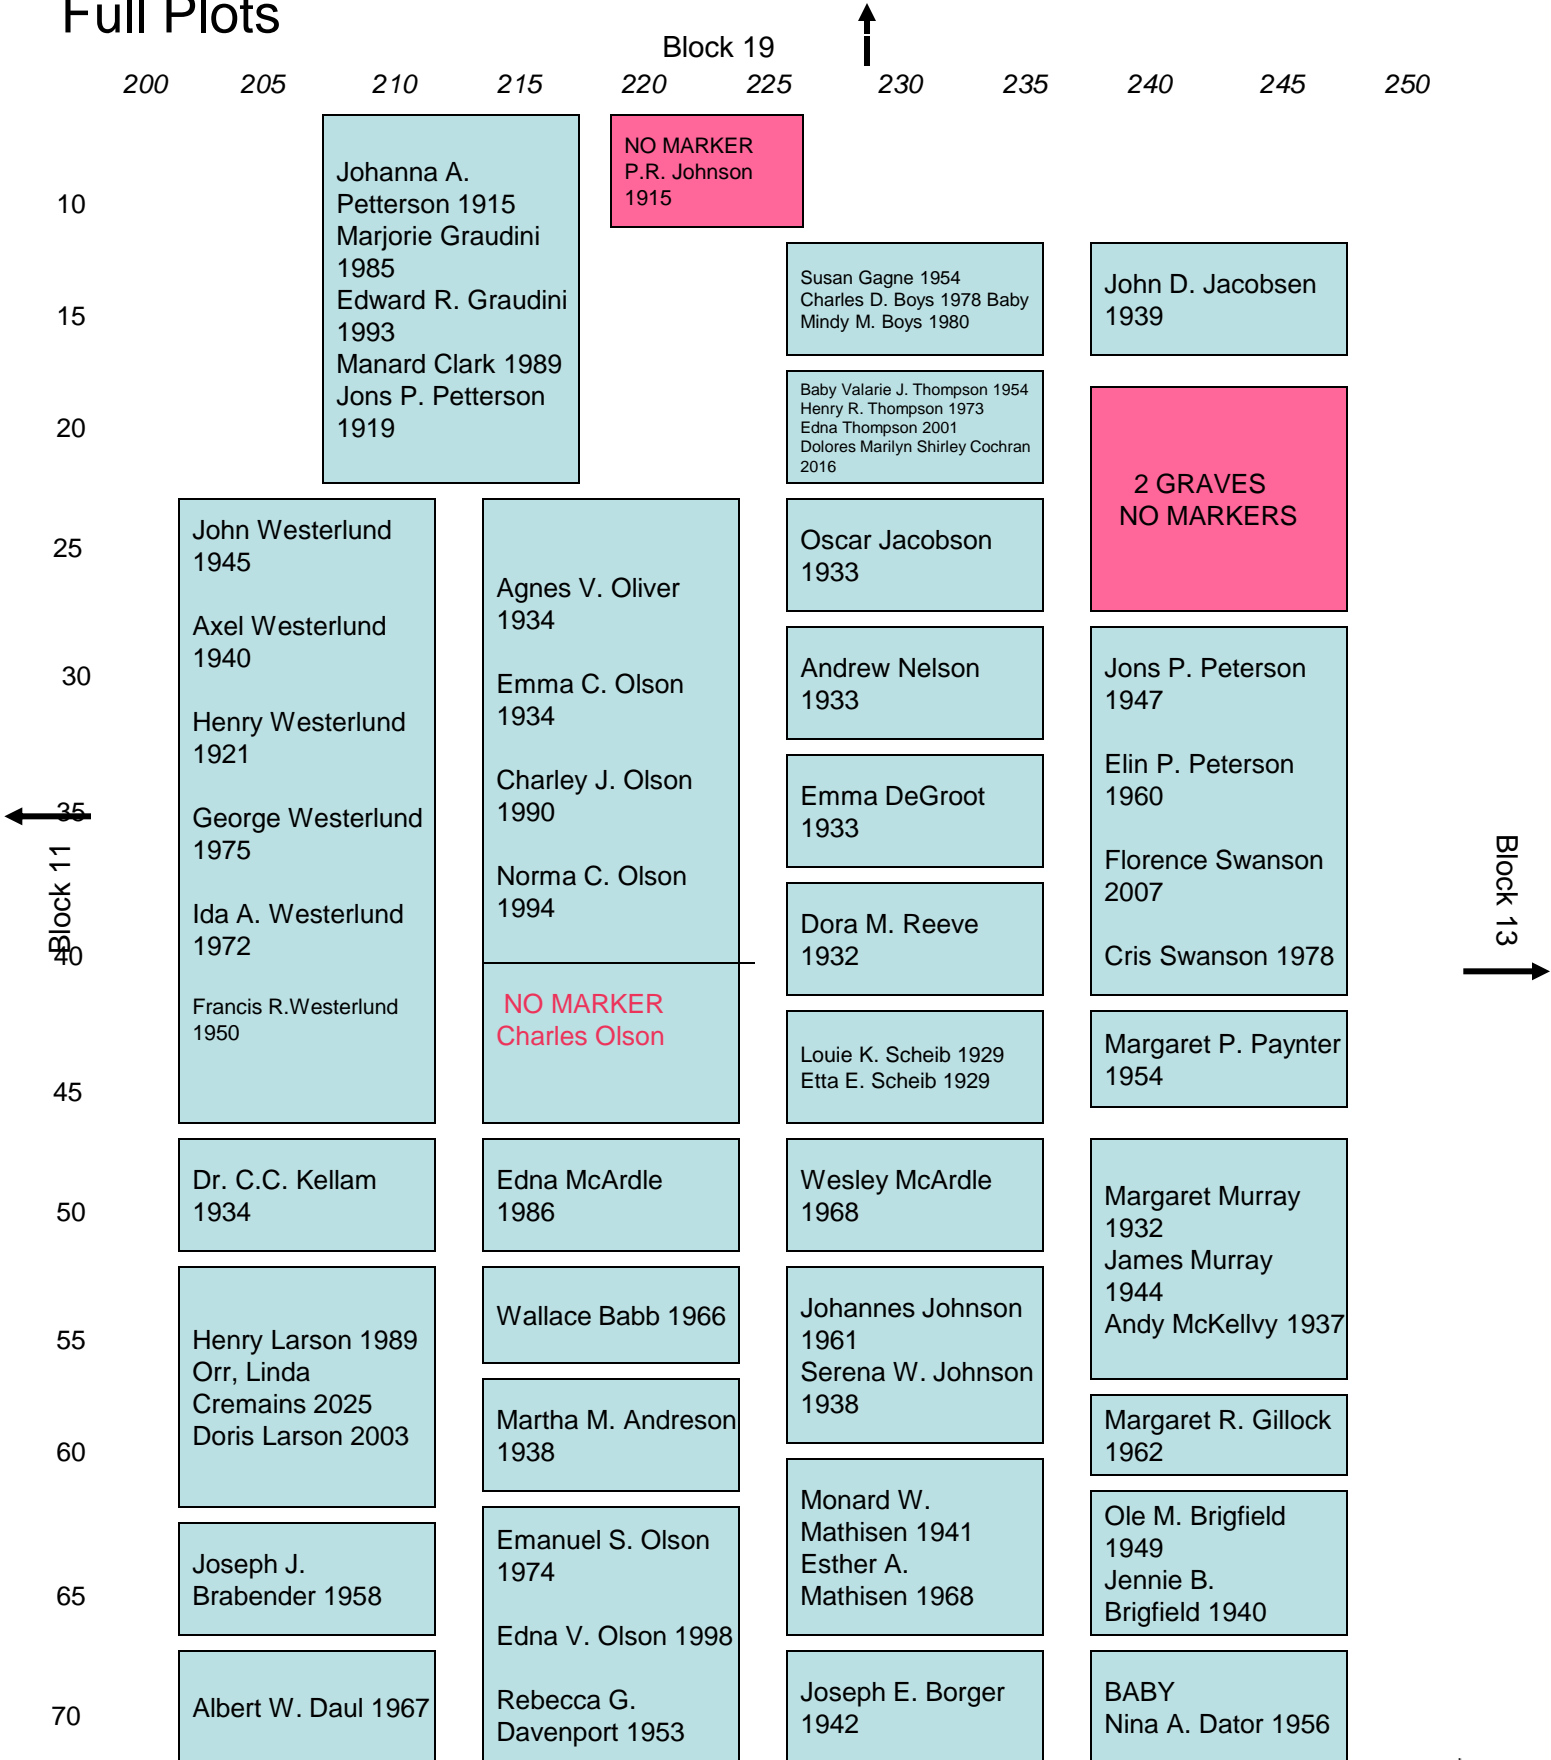 Full Plots
Block 19
200 205 210 215 220 225 230 235 240 245 250
10
15
20
25
30
35
40
45
50
55
60
65
70
Block 11
Block 13
Johanna A.
Petterson 1915
Marjorie Graudini
1985
Edward R. Graudini
1993
Manard Clark 1989
Jons P. Petterson
1919
NO MARKER
P.R. Johnson
1915
Susan Gagne 1954
Charles D. Boys 1978 Baby
Mindy M. Boys 1980
John D. Jacobsen
1939
Baby Valarie J. Thompson 1954
Henry R. Thompson 1973
Edna Thompson 2001
Dolores Marilyn Shirley Cochran
2016
2 GRAVES
NO MARKERS
John Westerlund
1945
Axel Westerlund
1940
Henry Westerlund
1921
George Westerlund
1975
Ida A. Westerlund
1972
Francis R.Westerlund
1950
Agnes V. Oliver
1934
Emma C. Olson
1934
Charley J. Olson
1990
Norma C. Olson
1994
NO MARKER
Charles Olson
Oscar Jacobson
1933
Andrew Nelson
1933
Emma DeGroot
1933
Dora M. Reeve
1932
Louie K. Scheib 1929
Etta E. Scheib 1929
Jons P. Peterson
1947
Elin P. Peterson
1960
Florence Swanson
2007
Cris Swanson 1978
Margaret P. Paynter
1954
Dr. C.C. Kellam
1934
Edna McArdle
1986
Wesley McArdle
1968
Margaret Murray
1932
James Murray
1944
Andy McKellvy 1937
Henry Larson 1989
Orr, Linda
Cremains 2025
Doris Larson 2003
Wallace Babb 1966
Johannes Johnson
1961
Serena W. Johnson
1938
Martha M. Andreson
1938
Margaret R. Gillock
1962
Monard W.
Mathisen 1941
Esther A.
Mathisen 1968
Ole M. Brigfield
1949
Jennie B.
Brigfield 1940
Joseph J.
Brabender 1958
Emanuel S. Olson
1974
Edna V. Olson 1998
Rebecca G.
Davenport 1953
Albert W. Daul 1967
Joseph E. Borger
1942
BABY
Nina A. Dator 1956